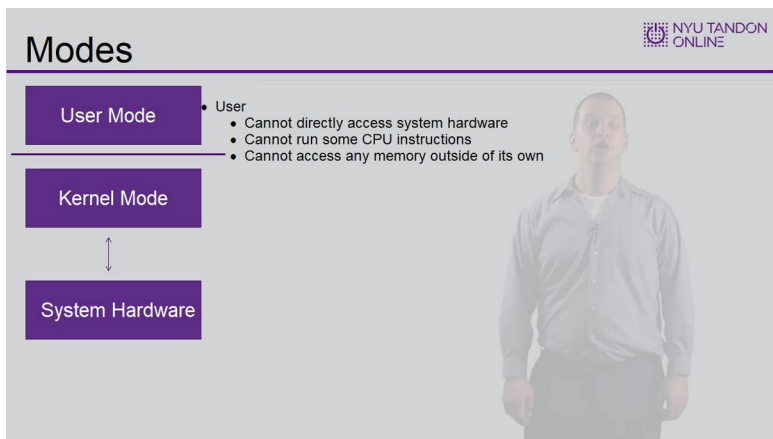 Modes
NYU TANDON
ONLINE
User Mode
• User
• Cannot directly access system hardware
• Cannot run some CPU instructions
• Cannot access any memory outside of its own
Kernel Mode
System Hardware